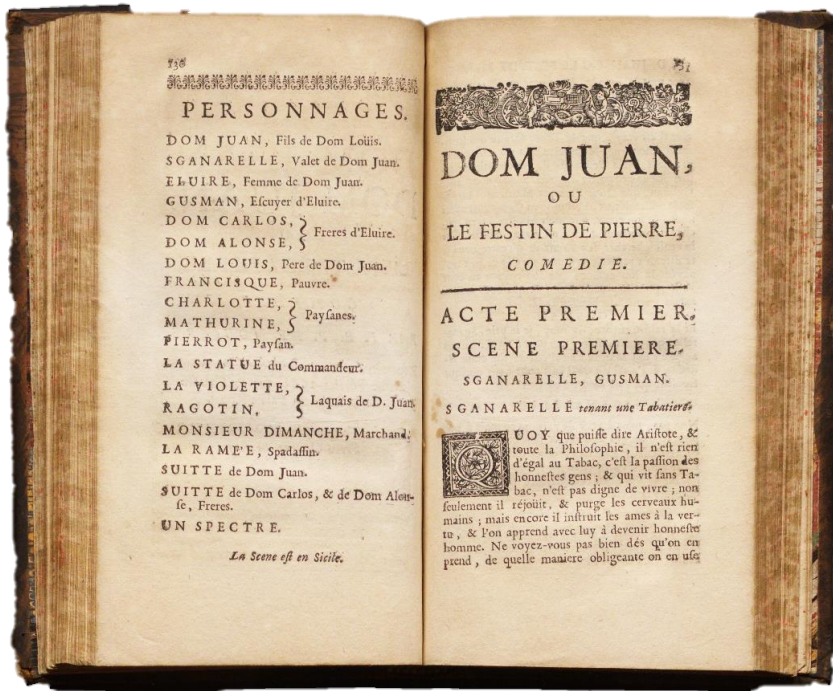 130
PERSONNAGES.
DOM JUAN, Fils de Dom Loüis.
SGANARELLE, Valet de Dom Juan.
ELUIRE, Femme de Dom Juan.
GUSMAN, Eſcuyer d'Eluire.
DOM CARLOS,
DOM ALONSE,
Freres d'Eluire.
DOM LOUIS, Pere de Dom Juan.
FRANCISQUE, Pauvre.
CHARLOTTE,
MATHURINE,
Payſanes.
PIERROT, Payſan.
LA STATUE du Commandeur.
LA VIOLETTE,
RAGOTIN,
Laquais de D. Juan.
MONSIEUR DIMANCHE, Marchand.
LA RAME'E, Spadaſſin.
SUITTE de Dom Juan.
SUITTE de Dom Carlos, & de Dom Alon-
ſe, Freres.
UN SPECTRE.
La Scene eſt en Sicile.
131
DOM JUAN,
OU
LE FESTIN DE PIERRE,
COMEDIE.
ACTE PREMIER.
SCENE PREMIERE.
SGANARELLE, GUSMAN.
SGANARELLE tenant une Tabatiere.
QUOY que puiſſe dire Ariſtote, &
toute la Philoſophie, il n'eſt rien
d'égal au Tabac, c'eſt la paſſion des
honneſtes gens ; & qui vit ſans Ta-
bac, n'eſt pas digne de vivre ; non
ſeulement il réjoüit, & purge les cerveaux hu-
mains ; mais encore il inſtruit les ames à la ver-
tu, & l'on apprend avec luy à devenir honneſte
homme. Ne voyez-vous pas bien dés qu'on en
prend, de quelle maniere obligeante on en uſe